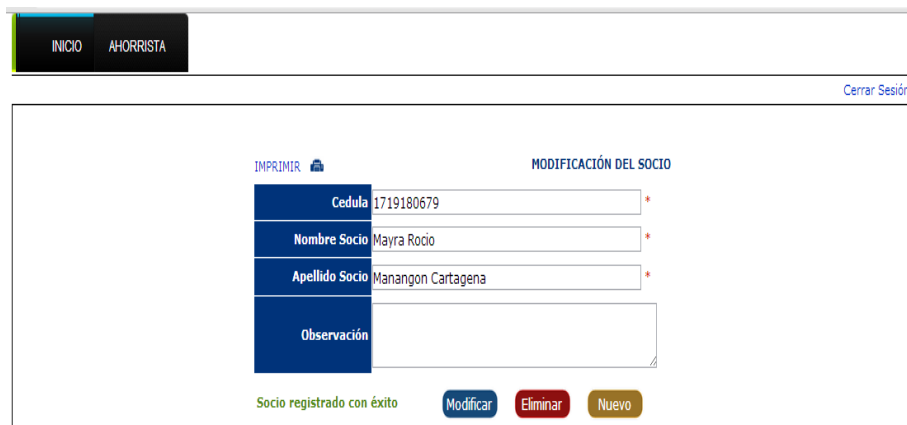 INICIO AHORRISTA
Cerrar Sesión
IMPRIMIR MODIFICACIÓN DEL SOCIO
Cedula 1719180679 *
Nombre Socio Mayra Rocio *
Apellido Socio Manangon Cartagena *
Observación
Socio registrado con éxito Modificar Eliminar Nuevo